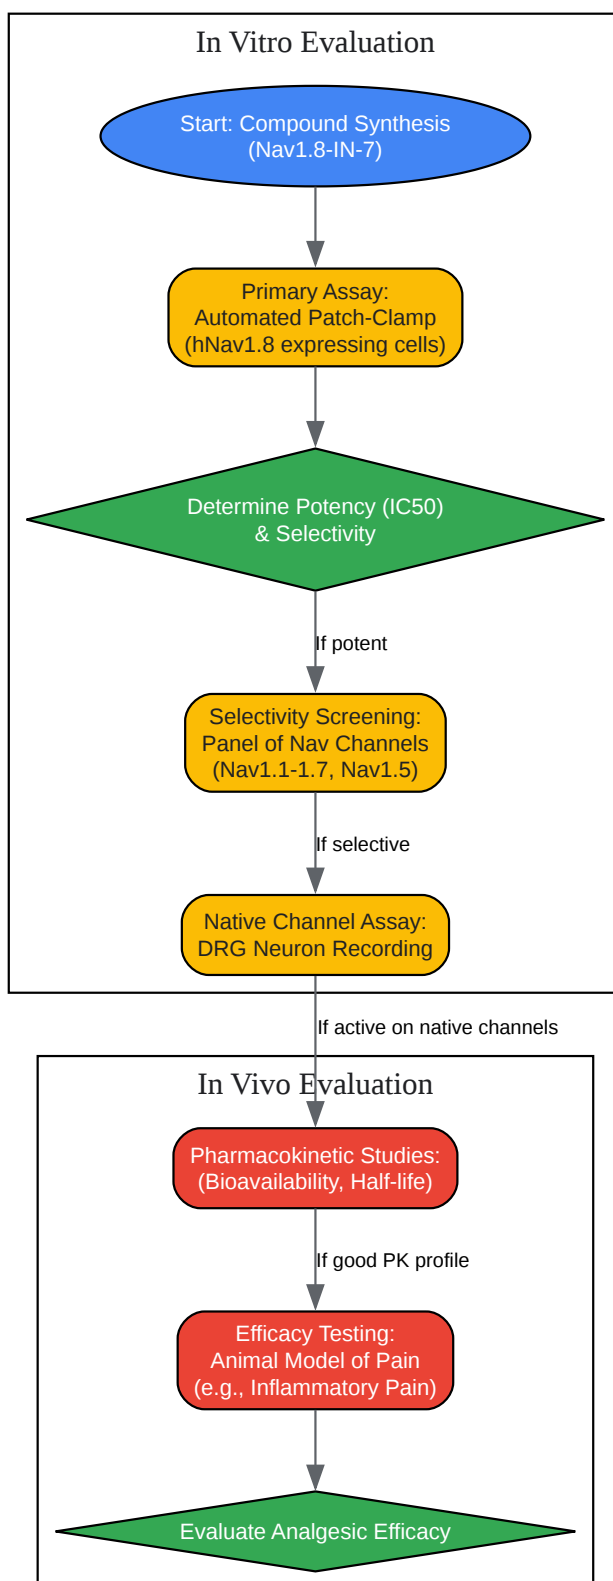 In Vitro Evaluation
Start: Compound Synthesis
(Nav1.8-IN-7)
Primary Assay:
Automated Patch-Clamp
(hNav1.8 expressing cells)
Determine Potency (IC50)
& Selectivity
If potent
Selectivity Screening:
Panel of Nav Channels
(Nav1.1-1.7, Nav1.5)
If selective
Native Channel Assay:
DRG Neuron Recording
If active on native channels
In Vivo Evaluation
Pharmacokinetic Studies:
(Bioavailability, Half-life)
If good PK profile
Efficacy Testing:
Animal Model of Pain
(e.g., Inflammatory Pain)
Evaluate Analgesic Efficacy